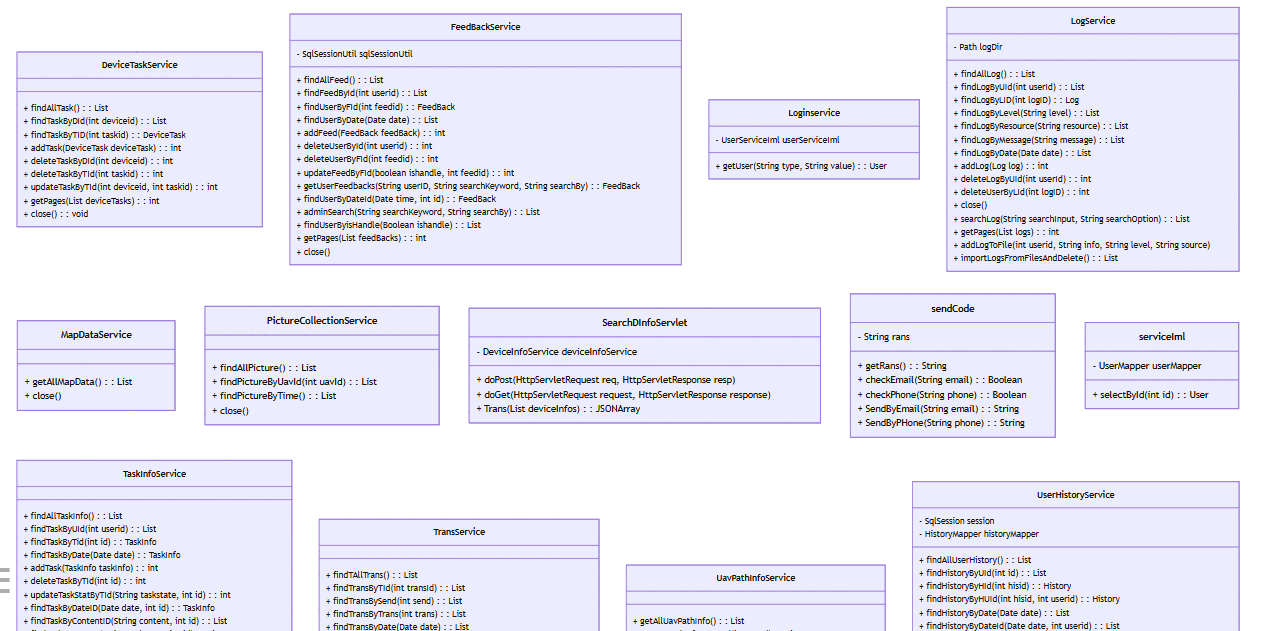 DeviceTaskService
+ findAllTask() : : List
+ findTaskByDId(int deviceid) : : List
+ findTaskByTID(int taskid) : : DeviceTask
+ addTask(DeviceTask deviceTask) : : int
+ deleteTaskByDId(int deviceid) : : int
+ deleteTaskByTID(int taskid) : : int
+ updateTaskByTid(int deviceid, int taskid) : : int
+ getPages(List deviceTasks) : : int
+ close() : : void
FeedBackService
- SqlSessionUtil sqlSessionUtil
+ findAllFeed() : : List
+ findFeedById(int userid) : : List
+ findUserByFId(int feedid) : : FeedBack
+ findUserByDate(Date date) : : List
+ addFeed(FeedBack feedBack) : : int
+ deleteUserById(int userid) : : int
+ deleteUserByFId(int feedid) : : int
+ updateFeedByFId(boolean ishandle, int feedid) : : int
+ getUserFeedbacks(String userID, String searchKeyword, String searchBy) : : FeedBack
+ findUserByDateId(Date time, int id) : : FeedBack
+ adminSearch(String searchKeyword, String searchBy) : : List
+ findUserByisHandle(Boolean ishandle) : : List
+ getPages(List feedBacks) : : int
+ close()
Loginservice
- UserServiceIml userServiceIml
+ getUser(String type, String value) : : User
LogService
- Path logDir
+ findAllLog() : : List
+ findLogByUId(int userId) : : List
+ findLogByLID(int logID) : : Log
+ findLogByLevel(String level) : : List
+ findLogByResource(String resource) : : List
+ findLogByMessage(String message) : : List
+ findLogByDate(Date date) : : List
+ addLog(Log log) : : int
+ deleteLogByUId(int userId) : : int
+ deleteUserByLId(int logID) : : int
+ close()
+ searchLog(String searchInput, String searchOption) : : List
+ getPages(List logs) : : int
+ addLogToFile(int userid, String info, String level, String source)
+ importLogsFromFilesAndDelete() : : List
MapDataService
+ getAllMapData() : : List
+ close()
PictureCollectionService
+ findAllPicture() : : List
+ findPictureByUavId(int uavId) : : List
+ findPictureByTime() : : List
+ close()
SearchDInfoServlet
- DeviceInfoService deviceInfoService
+ doPost(HttpServletRequest req, HttpServletResponse resp)
+ doGet(HttpServletRequest request, HttpServletResponse response)
+ Trans(List deviceInfos) : : JSONArray
sendCode
- String rans
+ getRans() : : String
+ checkEmail(String email) : : Boolean
+ checkPhone(String phone) : : Boolean
+ SendByEmail(String email) : : String
+ SendByPHone(String phone) : : String
serviceIml
- UserMapper userMapper
+ selectById(int id) : : User
TaskInfoService
+ findAllTaskInfo() : : List
+ findTaskByUId(int userid) : : List
+ findTaskByTid(int id) : : TaskInfo
+ findTaskByDate(Date date) : : TaskInfo
+ addTask(TaskInfo taskInfo) : : int
+ deleteTaskByTId(int id) : : int
+ updateTaskStatByTId(String taskstate, int id) : : int
+ findTaskByDateID(Date date, int id) : : TaskInfo
+ findTaskByContentID(String content, int id) : : List
TransService
+ findTAllTrans() : : List
+ findTransByTId(int transId) : : List
+ findTransBySend(int send) : : List
+ findTransByTrans(int trans) : : List
+ findTransByDate(Date date) : : List
UavPathInfoService
+ getAllUavPathInfo() : : List
UserHistoryService
- SqlSession session
- HistoryMapper historyMapper
+ findAllUserHistory() : : List
+ findHistoryByUId(int id) : : List
+ findHistoryByHId(int hisid) : : History
+ findHistoryByHUId(int hisid, int userid) : : History
+ findHistoryByDate(Date date) : : List
+ findHistoryByDateId(Date date, int userid) : : List